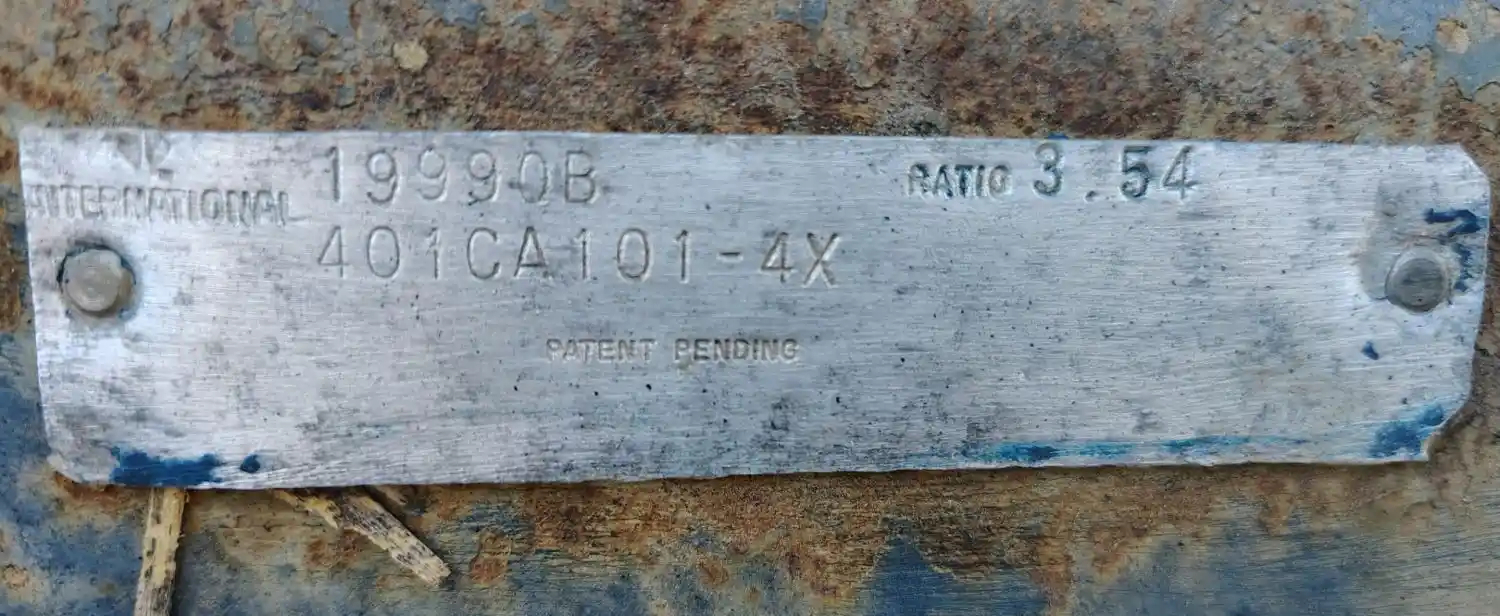 INTERNATIONAL 19990B RATIO 3.54
401CA101-4X
PATENT PENDING